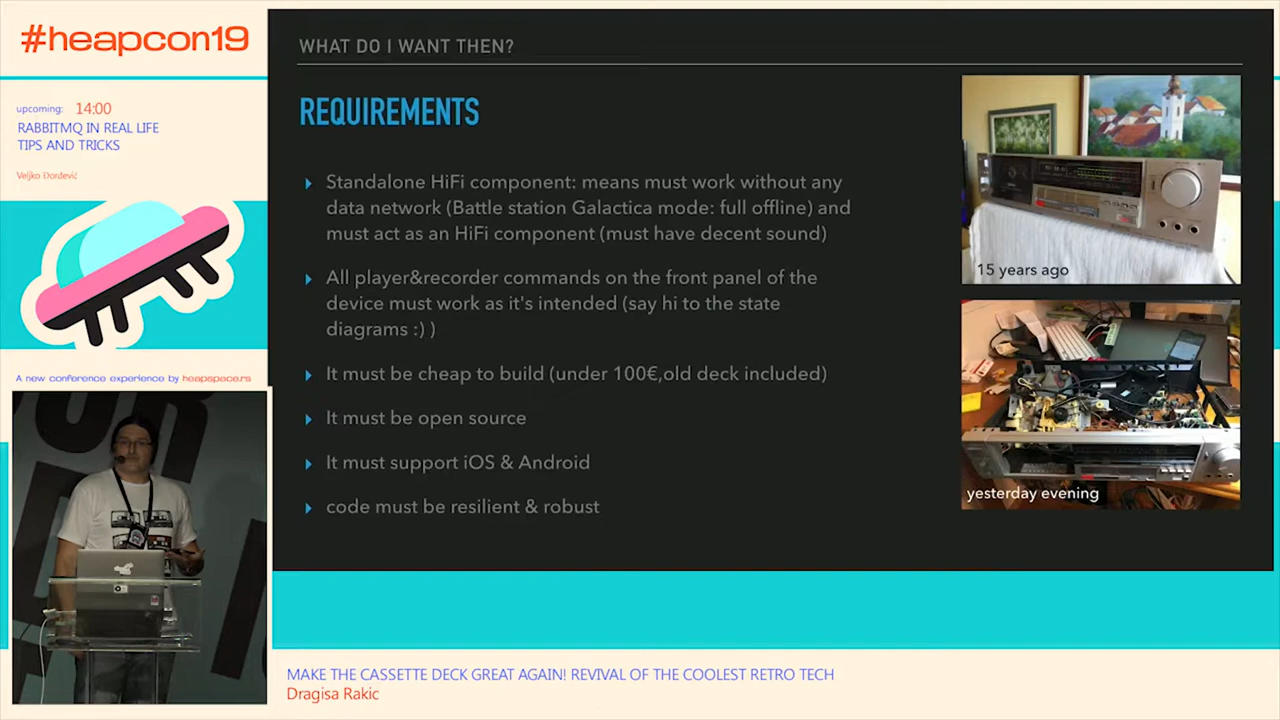 #heapcon19
upcoming: 14:00
RABBITMQ IN REAL LIFE
TIPS AND TRICKS
Veljko Đorđević
A new conference experience by heapspace.rs
WHAT DO I WANT THEN?
REQUIREMENTS
Standalone HiFi component: means must work without any
data network (Battle station Galactica mode: full offline) and
must act as an HiFi component (must have decent sound)
All player&recorder commands on the front panel of the
device must work as it's intended (say hi to the state
diagrams :) )
It must be cheap to build (under 100€,old deck included)
It must be open source
It must support iOS & Android
code must be resilient & robust
15 years ago
yesterday evening
MAKE THE CASSETTE DECK GREAT AGAIN! REVIVAL OF THE COOLEST RETRO TECH
Dragisa Rakic